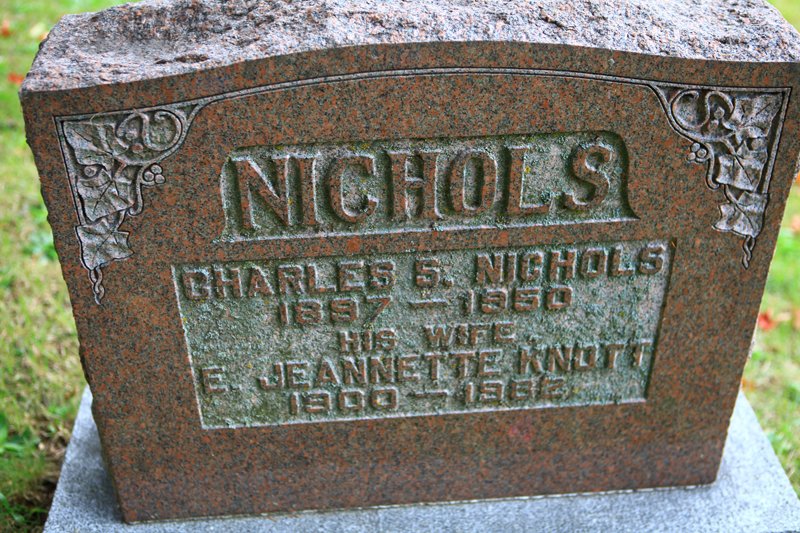 NICHOLS
CHARLES S. NICHOLS
1897 — 1950
HIS WIFE
E. JEANNETTE KNOTT
1900 — 1982